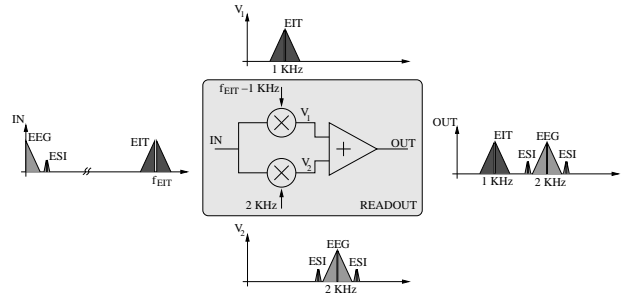 V1
EIT
1 KHz
fEIT −1 KHz
V1
IN
+
OUT
V2
2 KHz
READOUT
IN
EEG
ESI
EIT
fEIT
OUT
EIT
EEG
ESI
ESI
1 KHz
2 KHz
V2
EEG
ESI
ESI
2 KHz